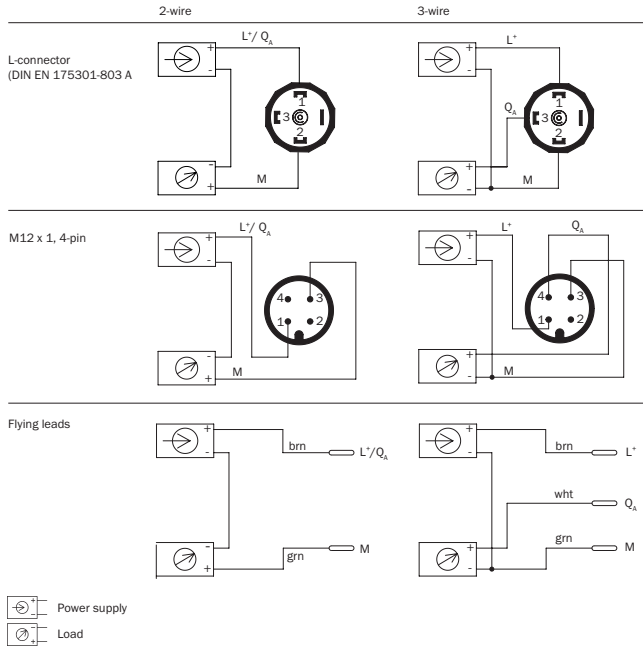 2-wire 3-wire
L-connector
(DIN EN 175301-803 A
+ L⁺/ Q_A
-
1
3
2
-
+ M
+ L⁺
-
Q_A
1
3
2
+
- M
M12 x 1, 4-pin
+ L⁺/ Q_A
-
4 3
1 2
-
+ M
+ L⁺ Q_A
-
4 3
1 2
+
- M
Flying leads
+ brn L⁺/Q_A
-
-
+ grn M
+ brn L⁺
-
wht Q_A
+ grn M
-
+ - Power supply
- + Load